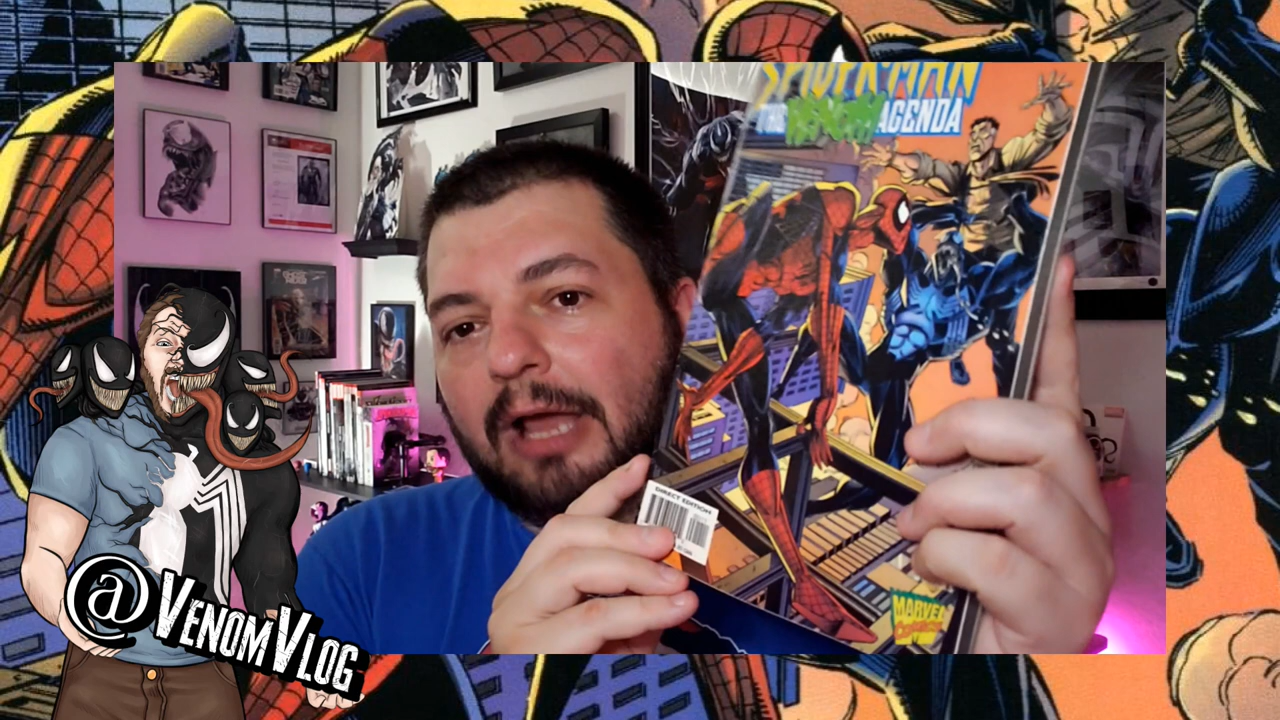 SPIDER-MAN
THE VENOM AGENDA
DIRECT EDITION
MARVEL
COMICS
@VENOMVLOG